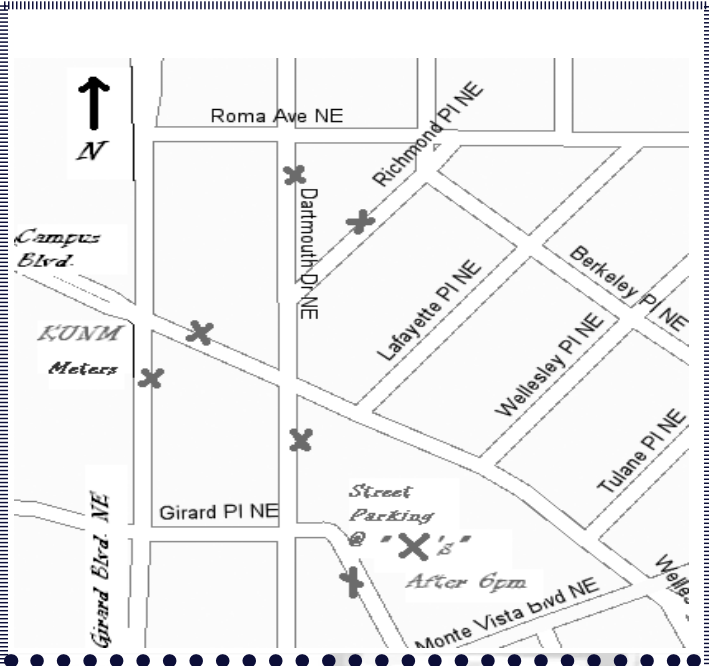 N
Roma Ave NE
Richmond Pl NE
Dartmouth Dr NE
Campus
Blvd.
Berkeley Pl NE
Lafayette Pl NE
KUNM
Meters
Wellesley Pl NE
Tulane Pl NE
Girard Blvd. NE
Girard Pl NE
Street
Parking
@ "X's"
After 6pm
Monte Vista Blvd NE